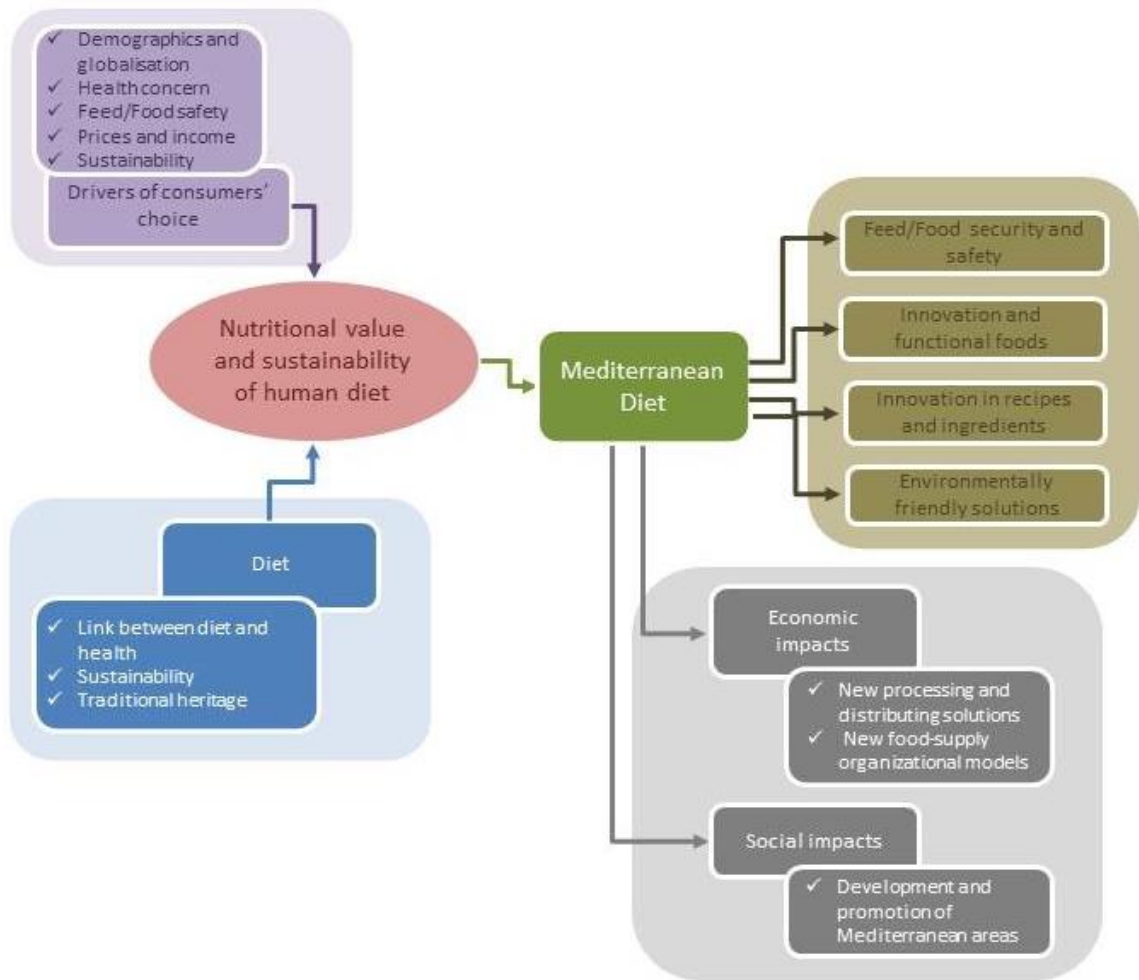 ✓ Demographics and
globalisation
✓ Health concern
✓ Feed/Food safety
✓ Prices and income
✓ Sustainability
Drivers of consumers'
choice
Nutritional value
and sustainability
of human diet
Diet
✓ Link between diet and
health
✓ Sustainability
✓ Traditional heritage
Mediterranean
Diet
Feed/Food security and
safety
Innovation and
functional foods
Innovation in recipes
and ingredients
Environmentally
friendly solutions
Economic
impacts
✓ New processing and
distributing solutions
✓ New food-supply
organizational models
Social impacts
✓ Development and
promotion of
Mediterranean areas